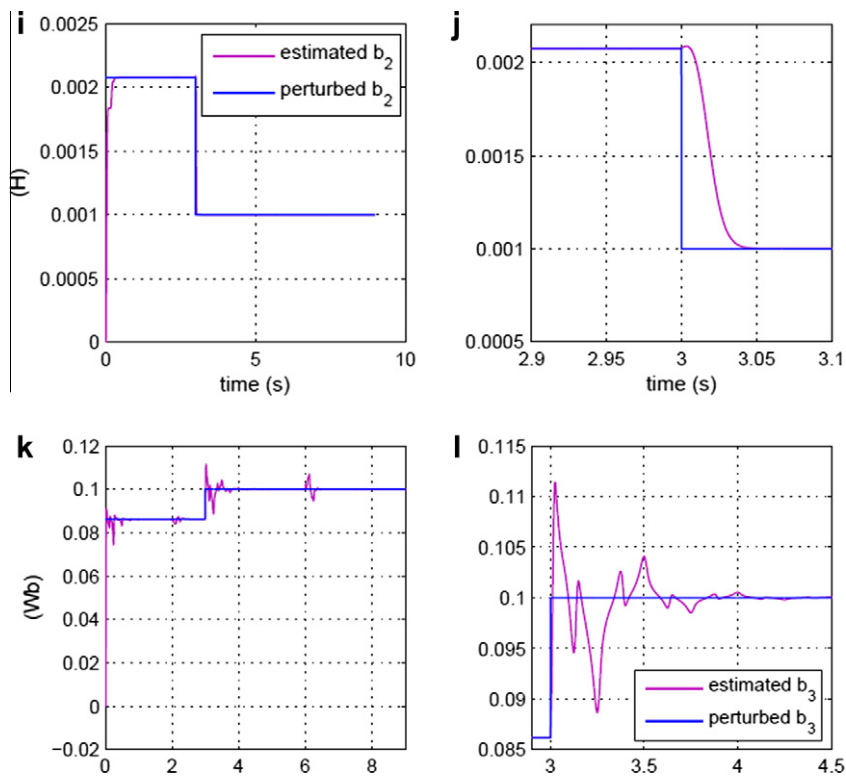 i
0.0025
0.002
0.0015
0.001
0.0005
0
0 5 10
(H)
time (s)
estimated b2
perturbed b2
j
0.002
0.0015
0.001
0.0005
2.9 2.95 3 3.05 3.1
time (s)
k
0.12
0.1
0.08
0.06
0.04
0.02
0
−0.02
0 2 4 6 8
(Wb)
l
0.115
0.11
0.105
0.1
0.095
0.09
0.085
3 3.5 4 4.5
estimated b3
perturbed b3